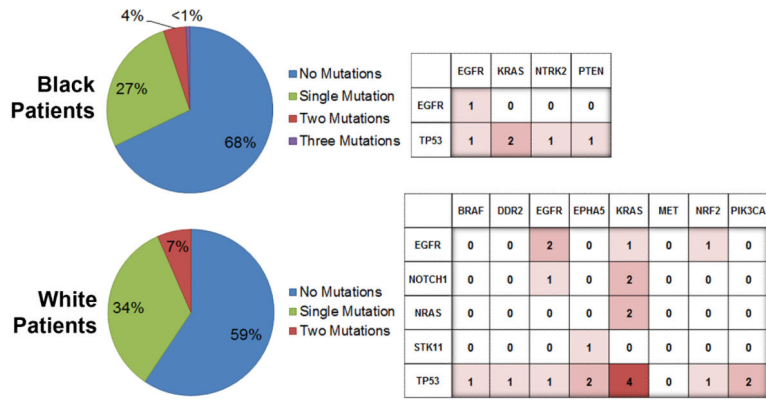 4% <1%
Black
Patients
27%
68%
No Mutations
Single Mutation
Two Mutations
Three Mutations
EGFR KRAS NTRK2 PTEN
EGFR 1 0 0 0
TP53 1 2 1 1
White
Patients
7%
34%
59%
No Mutations
Single Mutation
Two Mutations
BRAF DDR2 EGFR EPHA5 KRAS MET NRF2 PIK3CA
EGFR 0 0 2 0 1 0 1 0
NOTCH1 0 0 1 0 2 0 0 0
NRAS 0 0 0 0 2 0 0 0
STK11 0 0 0 1 0 0 0 0
TP53 1 1 1 2 4 0 1 2